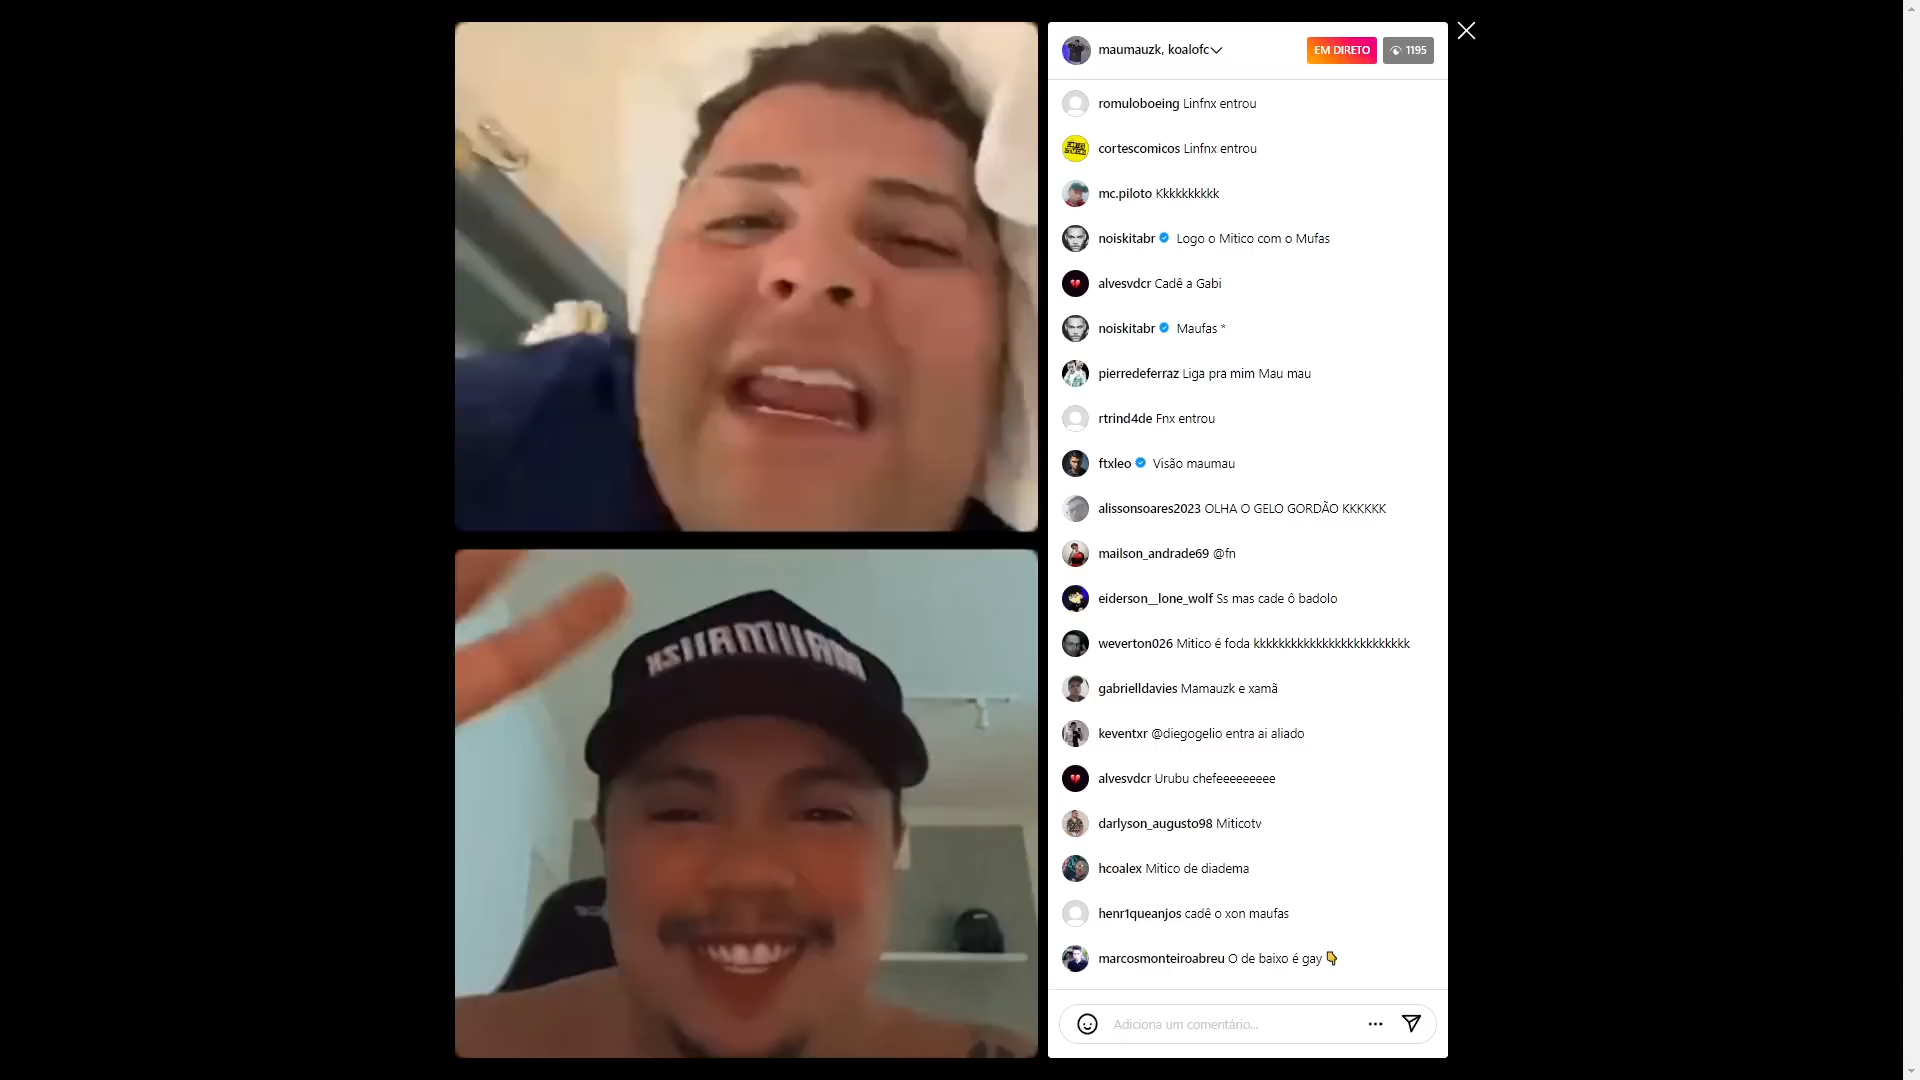 maumauzk, koalofc
EM DIRETO
1195
romuloboeing Linfnx entrou
cortescomicos Linfnx entrou
mc.piloto Kkkkkkkkkk
noiskitabr Logo o Mitico com o Mufas
alvesvdcr Cadê a Gabi
noiskitabr Maufas *
pierredeferraz Liga pra mim Mau mau
rtrind4de Fnx entrou
ftxleo Visão maumau
alissonsoares2023 OLHA O GELO GORDÃO KKKKKK
mailson_andrade69 @fn
eiderson__lone_wolf Ss mas cade ô badolo
weverton026 Mitico é foda kkkkkkkkkkkkkkkkkkkkkkkkk
gabrielldavies Mamauzk e xamã
keventxr @diegogelio entra ai aliado
alvesvdcr Urubu chefeeeeeeeee
darlyson_augusto98 Miticotv
hcoalex Mitico de diadema
henr1queanjos cadê o xon maufas
marcosmonteiroabreu O de baixo é gay 👇
Adiciona um comentário...
MAUMAUZK